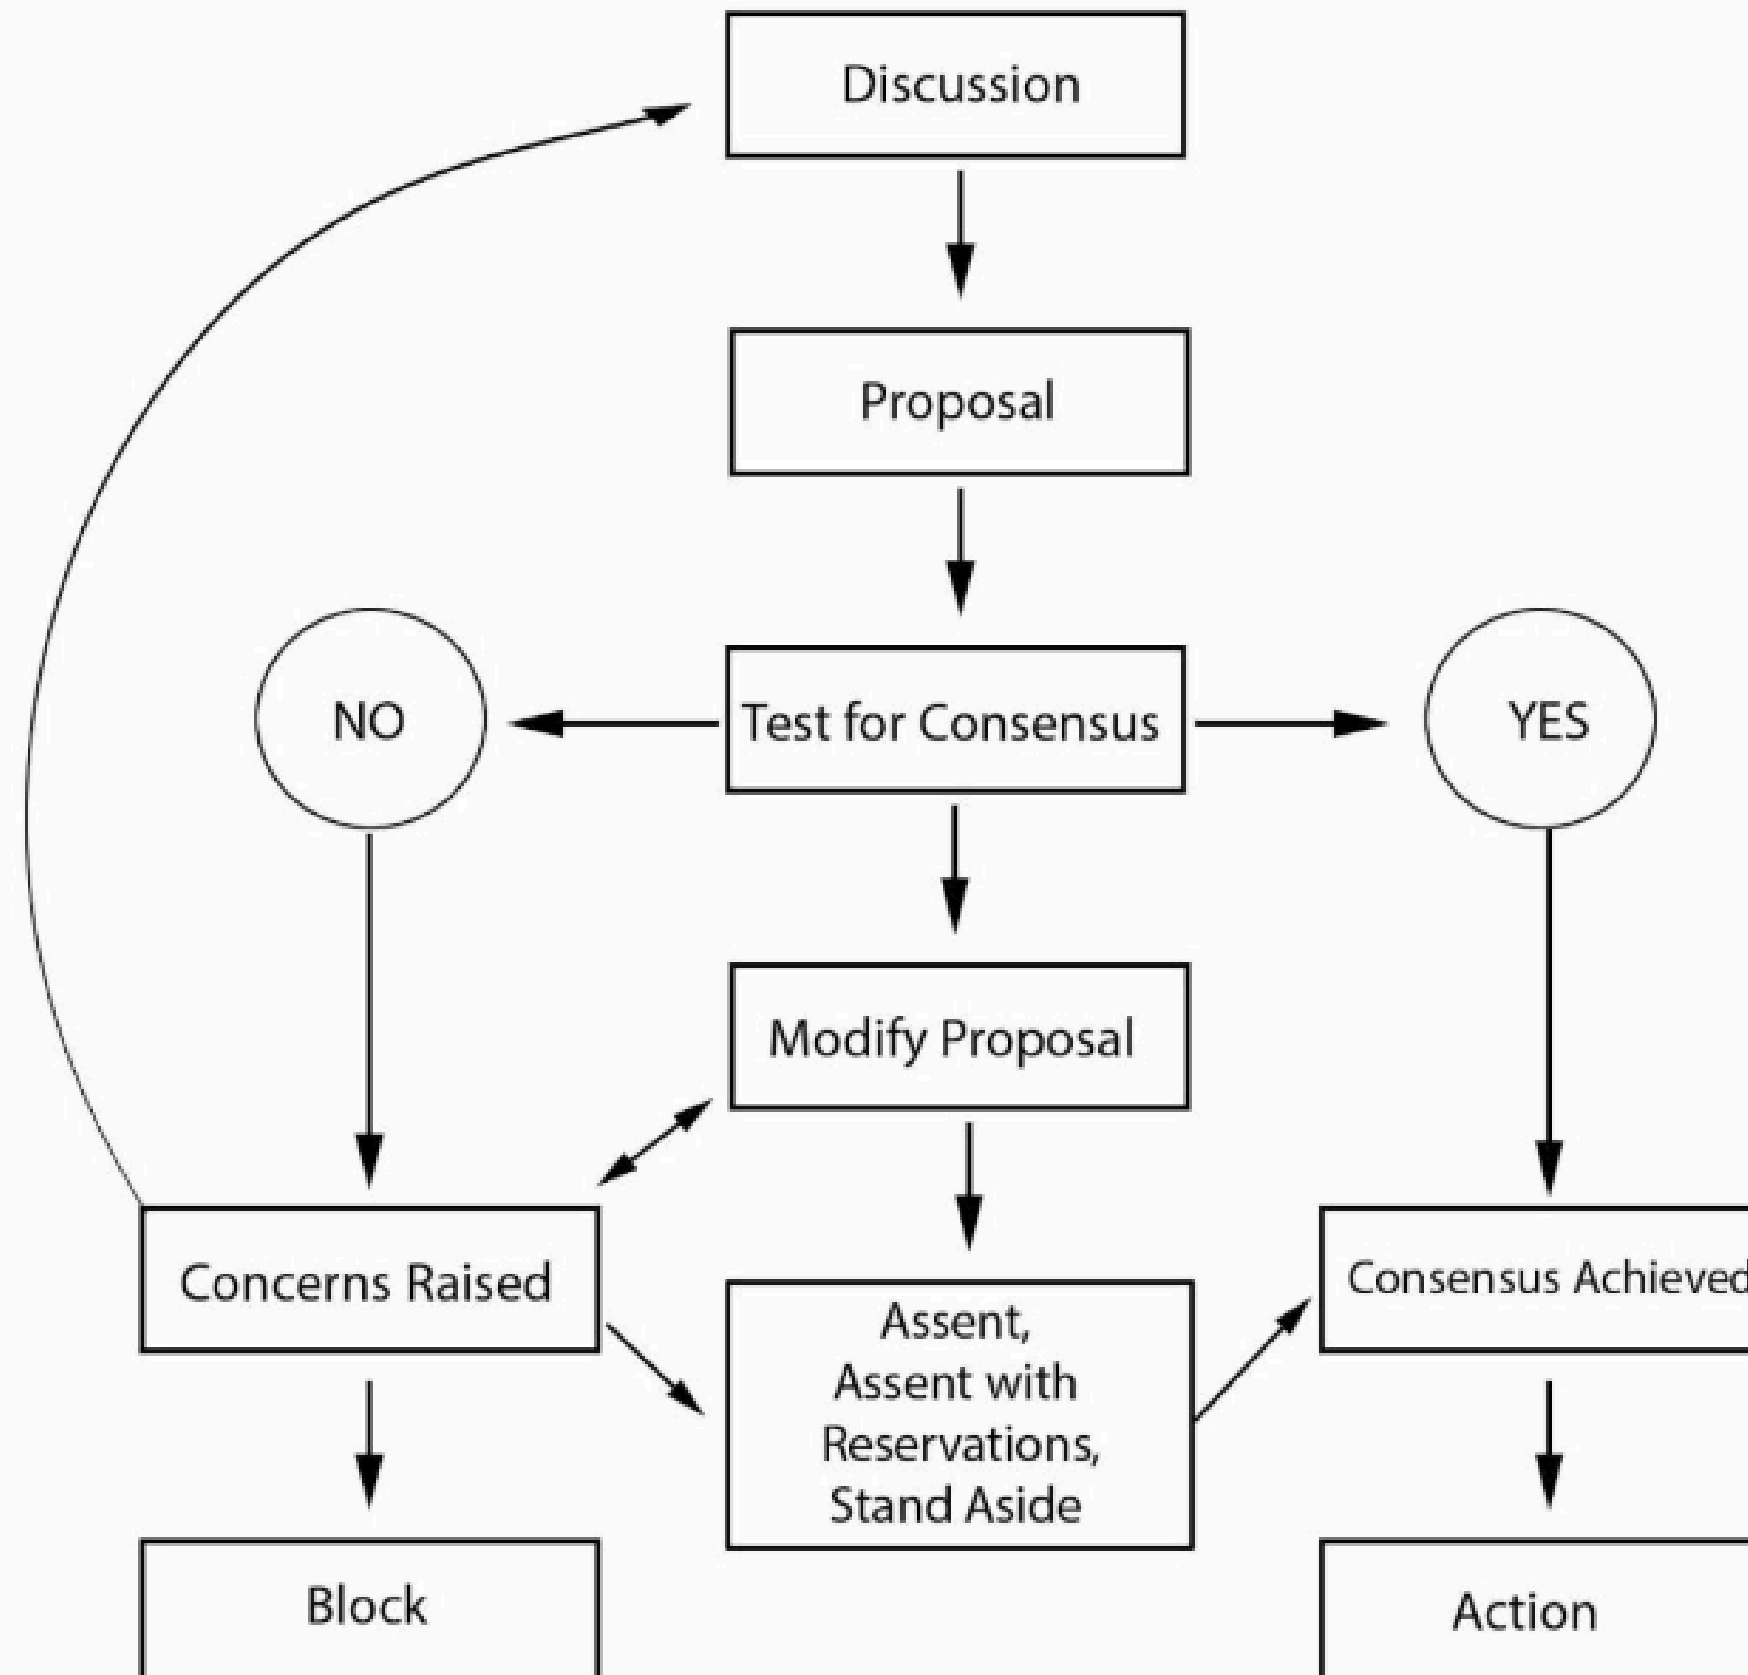 Discussion
Proposal
NO
Test for Consensus
YES
Modify Proposal
Concerns Raised
Consensus Achieved
Assent,
Assent with
Reservations,
Stand Aside
Block
Action